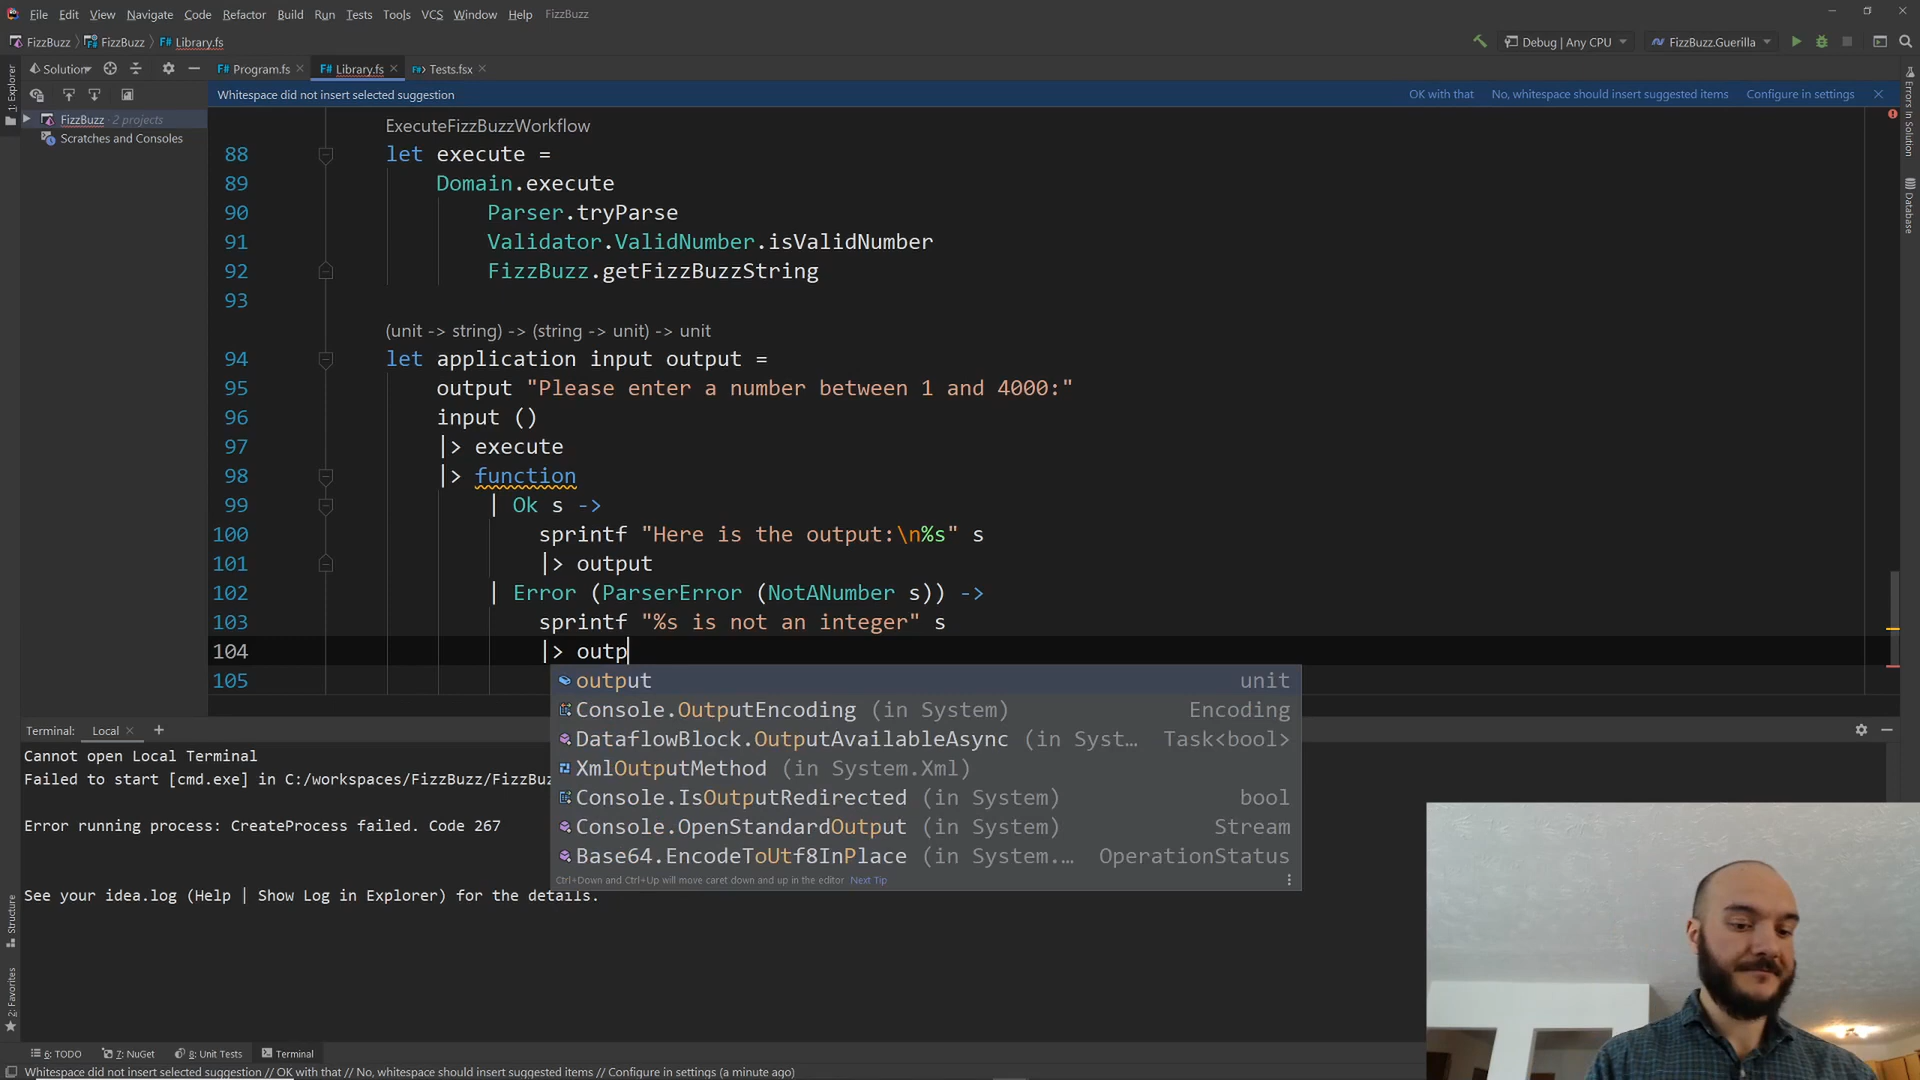 File Edit View Navigate Code Refactor Build Run Tests Tools VCS Window Help FizzBuzz
FizzBuzz FizzBuzz F# Library.fs
Debug | Any CPU FizzBuzz.Guerilla
1: Explorer
Solution
F# Program.fs
F# Library.fs
Tests.fsx
Whitespace did not insert selected suggestion OK with that No, whitespace should insert suggested items Configure in settings
FizzBuzz · 2 projects
Scratches and Consoles
Errors In Solution
Database
ExecuteFizzBuzzWorkflow
88 let execute =
89 Domain.execute
90 Parser.tryParse
91 Validator.ValidNumber.isValidNumber
92 FizzBuzz.getFizzBuzzString
93
(unit -> string) -> (string -> unit) -> unit
94 let application input output =
95 output "Please enter a number between 1 and 4000:"
96 input ()
97 |> execute
98 |> function
99 | Ok s ->
100 sprintf "Here is the output:\n%s" s
101 |> output
102 | Error (ParserError (NotANumber s)) ->
103 sprintf "%s is not an integer" s
104 |> outp
105
output unit
Console.OutputEncoding (in System) Encoding
DataflowBlock.OutputAvailableAsync (in Syst… Task<bool>
XmlOutputMethod (in System.Xml)
Console.IsOutputRedirected (in System) bool
Console.OpenStandardOutput (in System) Stream
Base64.EncodeToUtf8InPlace (in System.… OperationStatus
Ctrl+Down and Ctrl+Up will move caret down and up in the editor Next Tip
Terminal: Local +
Cannot open Local Terminal
Failed to start [cmd.exe] in C:/workspaces/FizzBuzz/FizzBuz
Error running process: CreateProcess failed. Code 267
See your idea.log (Help | Show Log in Explorer) for the details.
Structure
2: Favorites
6: TODO 7: NuGet 8: Unit Tests Terminal
Whitespace did not insert selected suggestion // OK with that // No, whitespace should insert suggested items // Configure in settings (a minute ago)